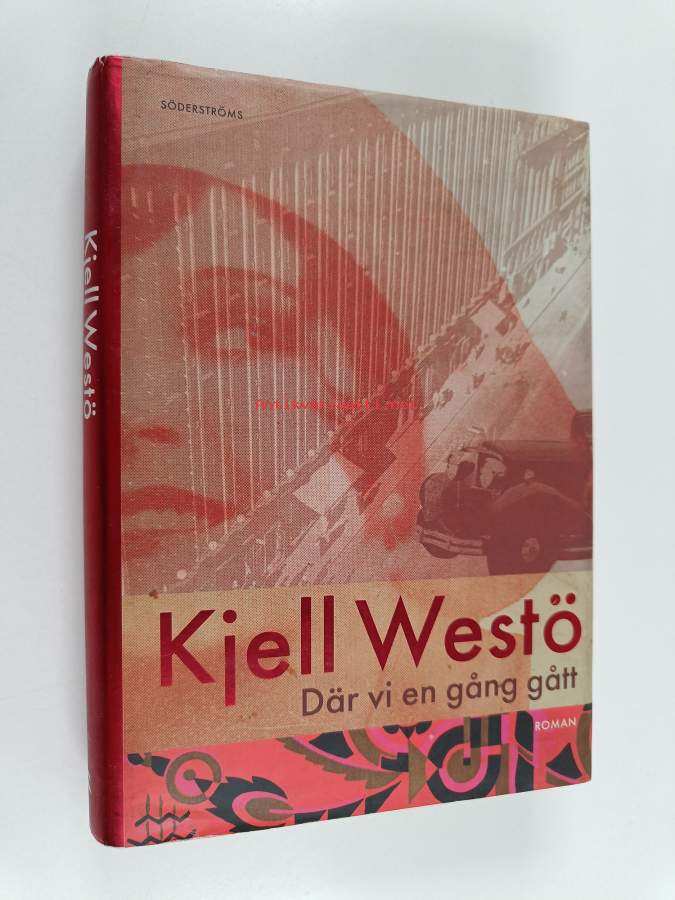 SÖDERSTRÖMS
Kjell Westö
Kjell Westö
Där vi en gång gått
ROMAN